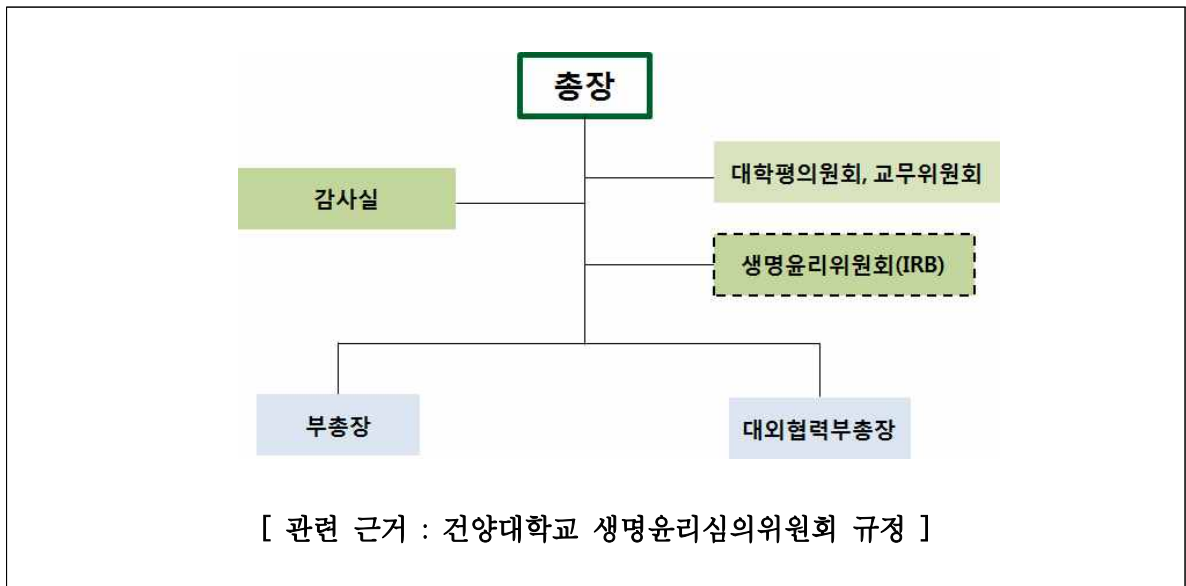 총장
대학평의원회, 교무위원회
감사실
생명윤리위원회(IRB)
부총장
대외협력부총장
[ 관련 근거 : 건양대학교 생명윤리심의위원회 규정 ]